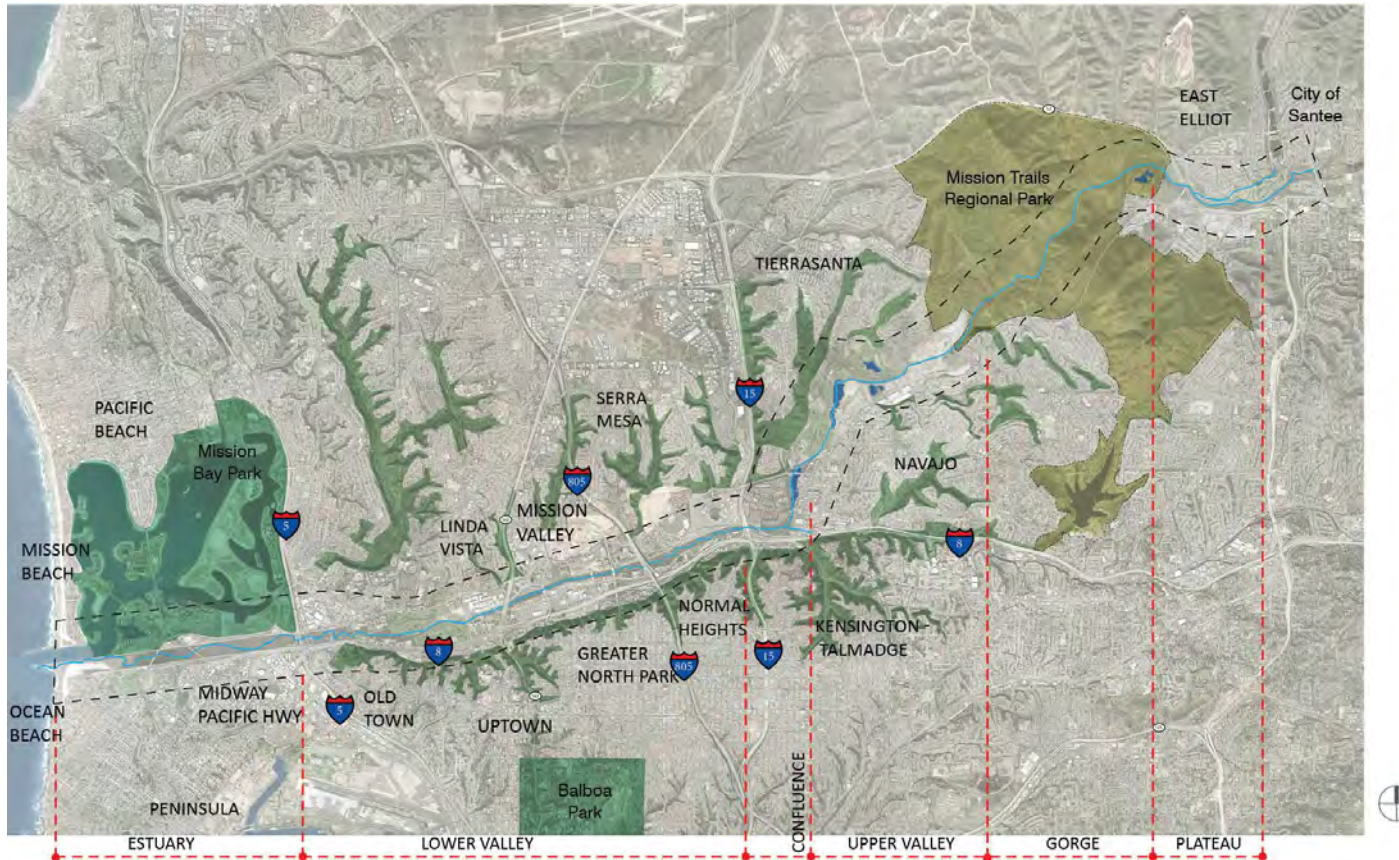 EAST
ELLIOT
City of
Santee
Mission Trails
Regional Park
TIERRASANTA
15
PACIFIC
BEACH
SERRA
MESA
Mission
Bay Park
NAVAJO
805
5
MISSION
VALLEY
LINDA
VISTA
8
MISSION
BEACH
NORMAL
HEIGHTS
KENSINGTON -
TALMADGE
8
GREATER
NORTH PARK
805
15
MIDWAY
PACIFIC HWY
OLD
TOWN
5
OCEAN
BEACH
UPTOWN
PENINSULA
Balboa
Park
CONFLUENCE
ESTUARY
LOWER VALLEY
UPPER VALLEY
GORGE
PLATEAU